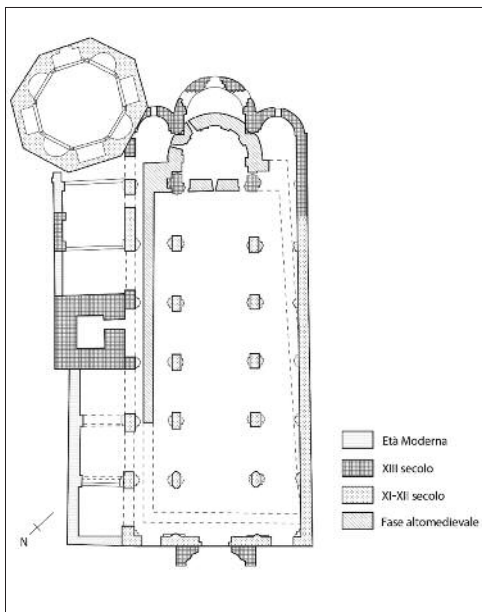 Età Moderna
XIII secolo
XI-XII secolo
Fase altomedievale
N